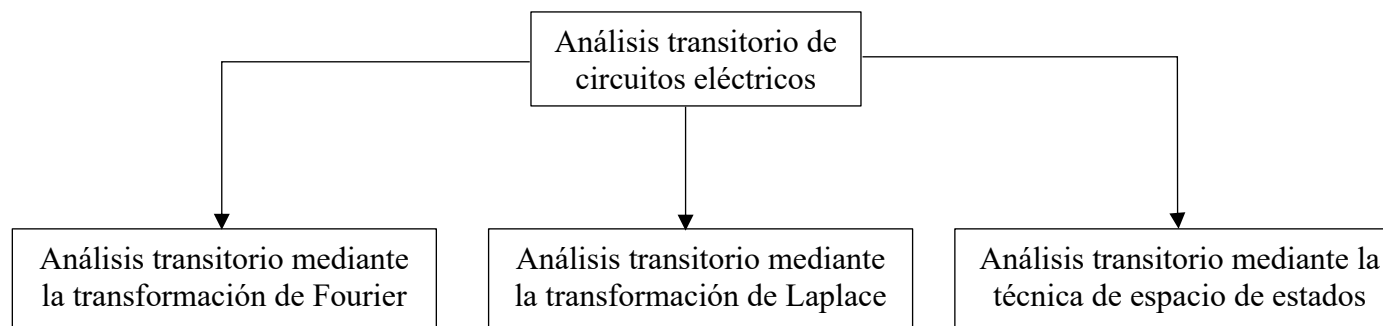 Análisis transitorio de
circuitos eléctricos
Análisis transitorio mediante
la transformación de Fourier
Análisis transitorio mediante
la transformación de Laplace
Análisis transitorio mediante la
técnica de espacio de estados